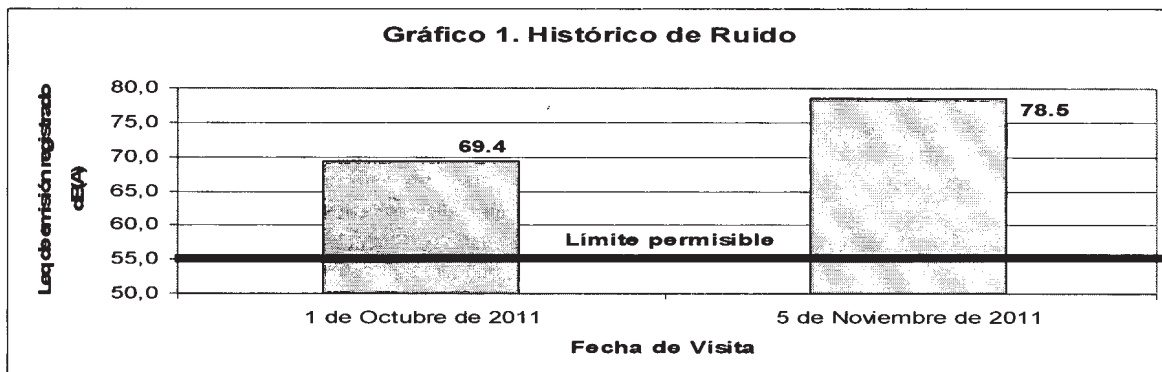 Gráfico 1. Histórico de Ruido
Leq de emisión registrado
dB(A)
80,0
75,0
70,0
65,0
60,0
55,0
50,0
69.4
78.5
Límite permisible
1 de Octubre de 2011
5 de Noviembre de 2011
Fecha de Visita